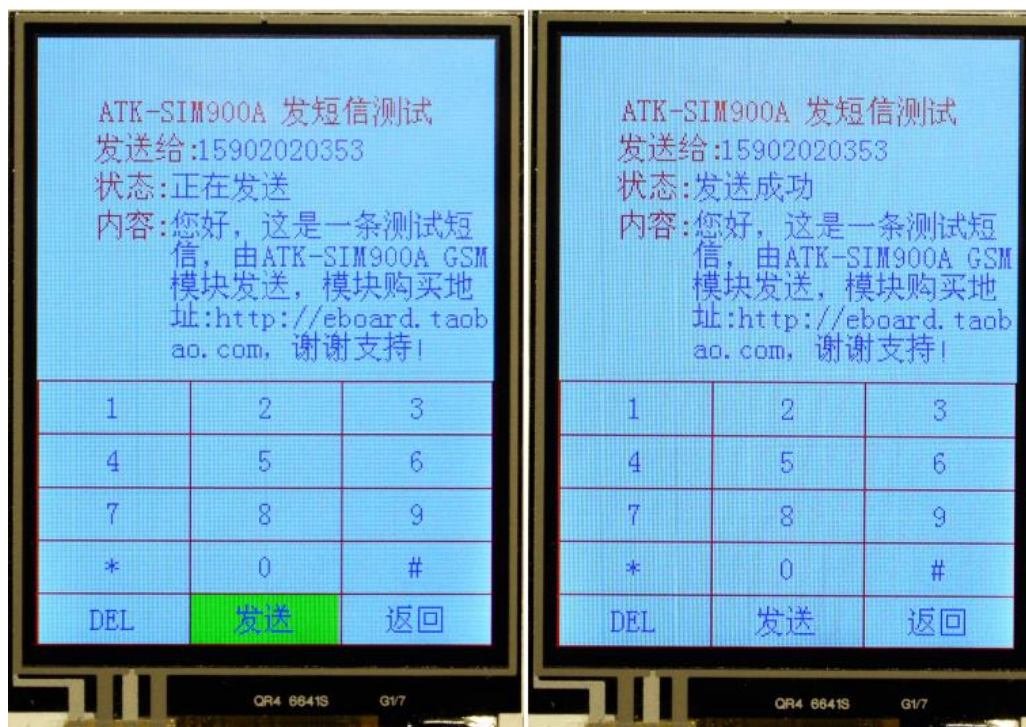 ATK-SIM900A 发短信测试
发送给:15902020353
状态:正在发送
内容:您好，这是一条测试短
信，由ATK-SIM900A GSM
模块发送，模块购买地
址:http://eboard.taob
ao.com，谢谢支持!
1 2 3
4 5 6
7 8 9
* 0 #
DEL 发送 返回
QR4 6641S G1/7
ATK-SIM900A 发短信测试
发送给:15902020353
状态:发送成功
内容:您好，这是一条测试短
信，由ATK-SIM900A GSM
模块发送，模块购买地
址:http://eboard.taob
ao.com，谢谢支持!
1 2 3
4 5 6
7 8 9
* 0 #
DEL 发送 返回
QR4 6641S G1/7